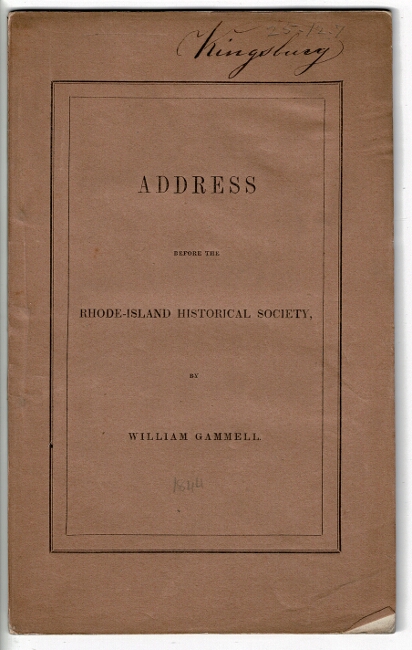 Kingsbury
ADDRESS
BEFORE THE
RHODE-ISLAND HISTORICAL SOCIETY,
BY
WILLIAM GAMMELL.
1844